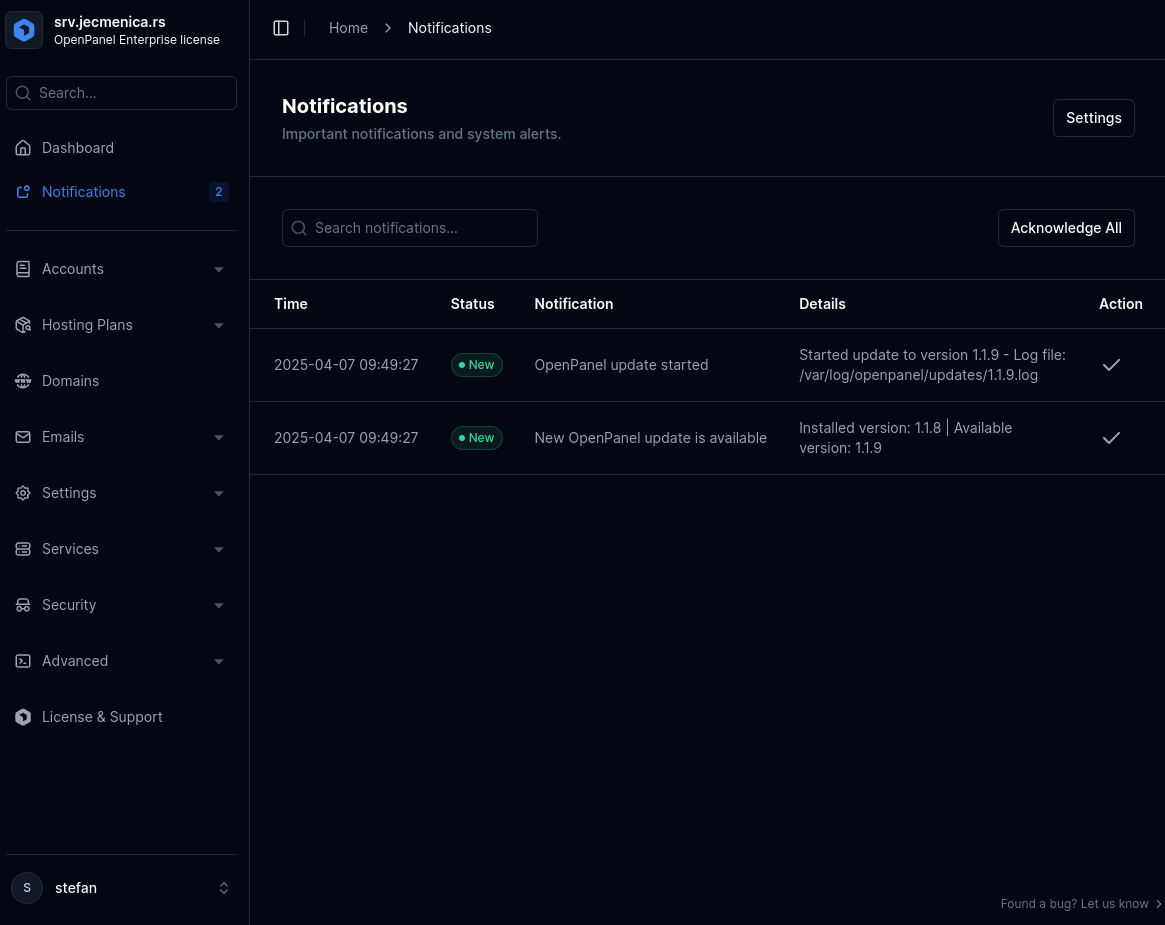 srv.jecmenica.rs
OpenPanel Enterprise license
Search...
Dashboard
Notifications 2
Accounts
Hosting Plans
Domains
Emails
Settings
Services
Security
Advanced
License & Support
S stefan
Home > Notifications
Notifications
Important notifications and system alerts.
Settings
Search notifications...
Acknowledge All
Time Status Notification Details Action
2025-04-07 09:49:27 New OpenPanel update started Started update to version 1.1.9 - Log file:
/var/log/openpanel/updates/1.1.9.log
2025-04-07 09:49:27 New New OpenPanel update is available Installed version: 1.1.8 | Available
version: 1.1.9
Found a bug? Let us know